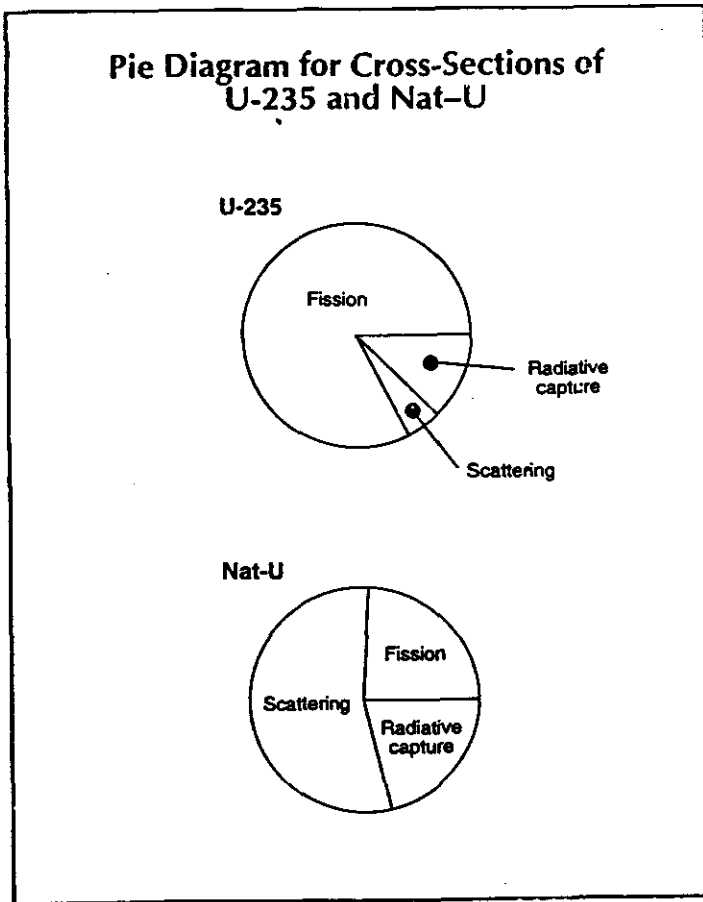 Pie Diagram for Cross-Sections of
U-235 and Nat–U
U-235
Fission
Radiative
capture
Scattering
Nat-U
Fission
Scattering
Radiative
capture